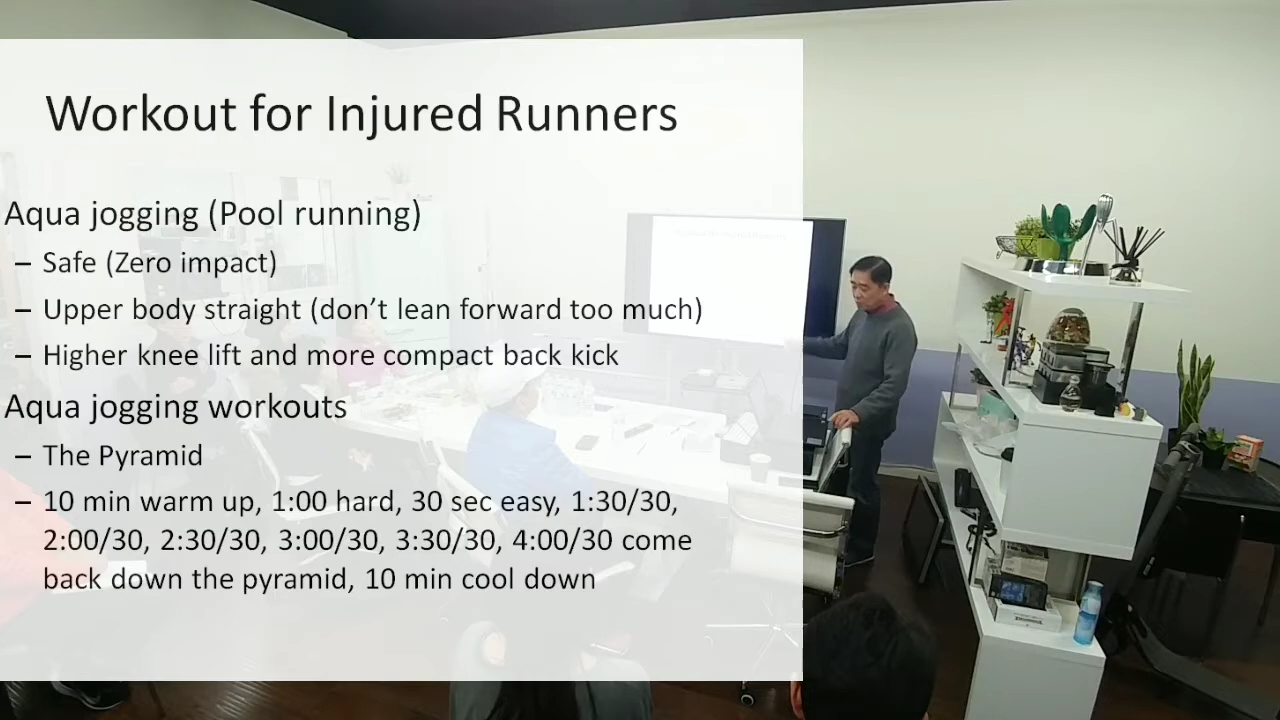 Workout for Injured Runners
Aqua jogging (Pool running)
– Safe (Zero impact)
– Upper body straight (don’t lean forward too much)
– Higher knee lift and more compact back kick
Aqua jogging workouts
– The Pyramid
– 10 min warm up, 1:00 hard, 30 sec easy, 1:30/30,
2:00/30, 2:30/30, 3:00/30, 3:30/30, 4:00/30 come
back down the pyramid, 10 min cool down